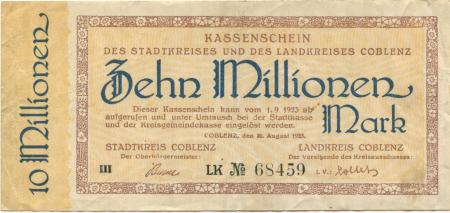 10 Millionen
KASSENSCHEIN
DES STADTKREISES UND DES LANDKREISES COBLENZ
Zehn Millionen
Mark
Dieser Kassenschein kann vom 1. 9. 1923 ab
aufgerufen und unter Umtausch bei der Stadtkasse
und der Kreisgemeindekasse eingelöst werden.
COBLENZ, den 20. August 1923.
STADTKREIS COBLENZ LANDKREIS COBLENZ
Der Oberbürgermeister: Der Vorsitzende des Kreisausschusses:
III LK № 68459 I.V.: